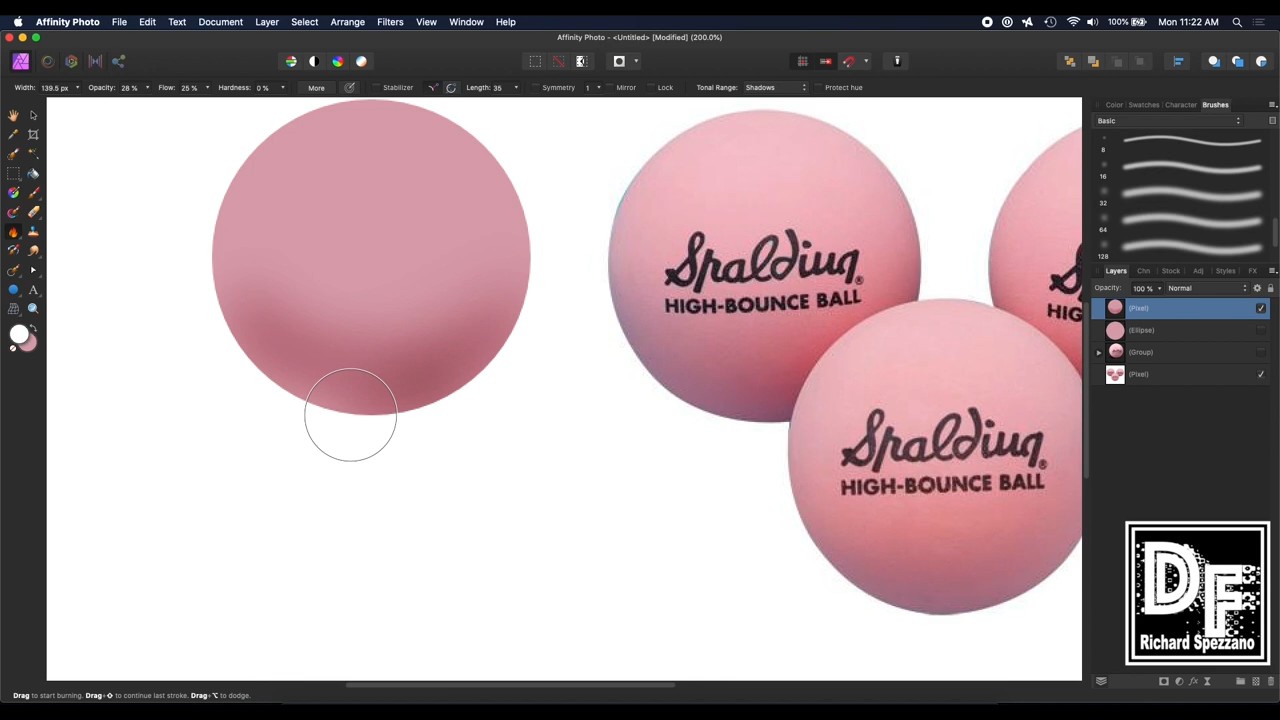 Affinity Photo File Edit Text Document Layer Select Arrange Filters View Window Help 100% Mon 11:22 AM
Affinity Photo - <Untitled> [Modified] (200.0%)
Width: 139.5 px Opacity: 28 % Flow: 25 % Hardness: 0 % More Stabilizer Length: 35 Symmetry 1 Mirror Lock Tonal Range: Shadows Protect hue
Color Swatches Character Brushes
Basic
8
16
32
64
128
Layers Chn Stock Adj Styles FX
Opacity: 100 % Normal
(Pixel)
(Ellipse)
(Group)
(Pixel)
Spalding®
HIGH-BOUNCE BALL
Spalding®
HIGH-BOUNCE BALL
DF
Richard Spezzano
Drag to start burning. Drag+⇧ to continue last stroke. Drag+⌥ to dodge.